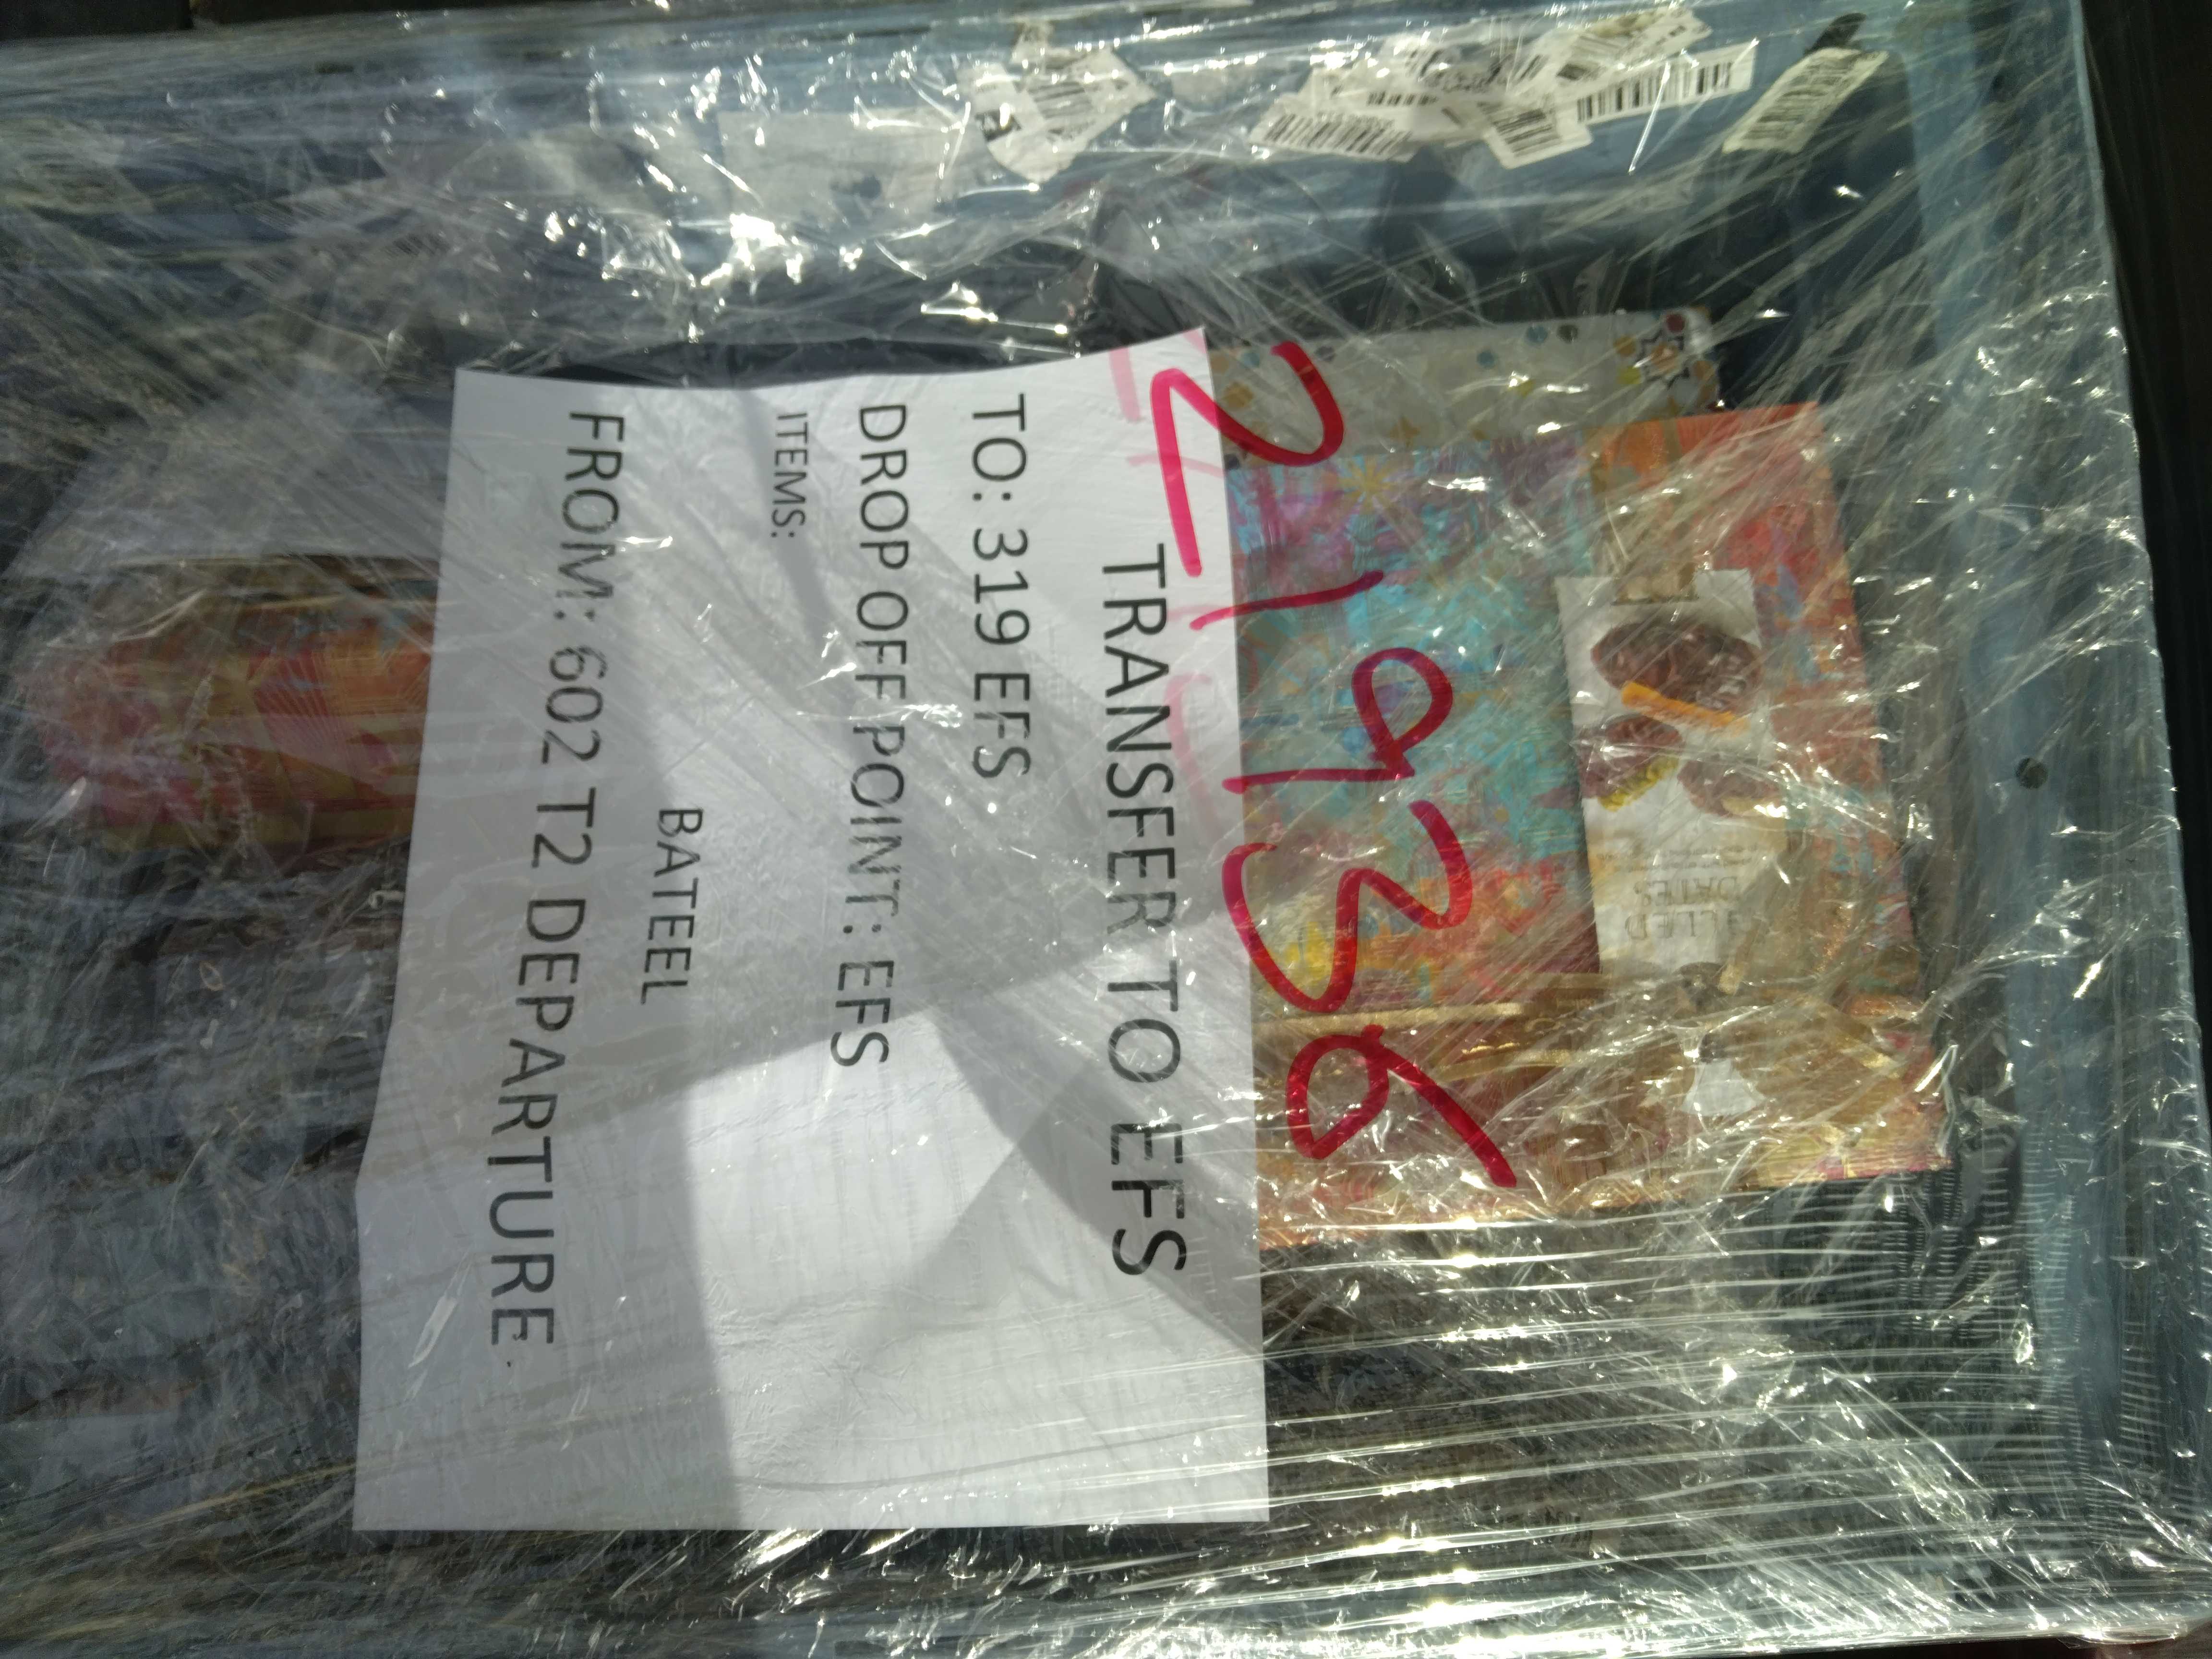 21936
TRANSFER TO EFS
TO: 319 EFS
DROP OFF POINT: EFS
ITEMS:
BATEEL
FROM: 602 T2 DEPARTURE
DATES